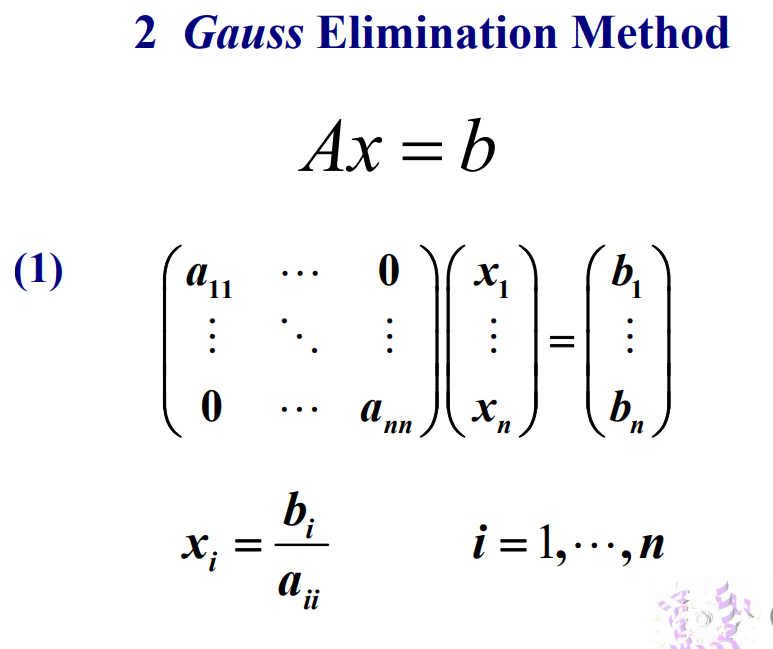 2 Gauss Elimination Method
Ax = b
(1)
a₁₁ ⋯ 0 x₁ b₁
⋮ ⋱ ⋮ ⋮ = ⋮
0 ⋯ aₙₙ xₙ bₙ
xᵢ = bᵢ / aᵢᵢ i = 1,⋯,n